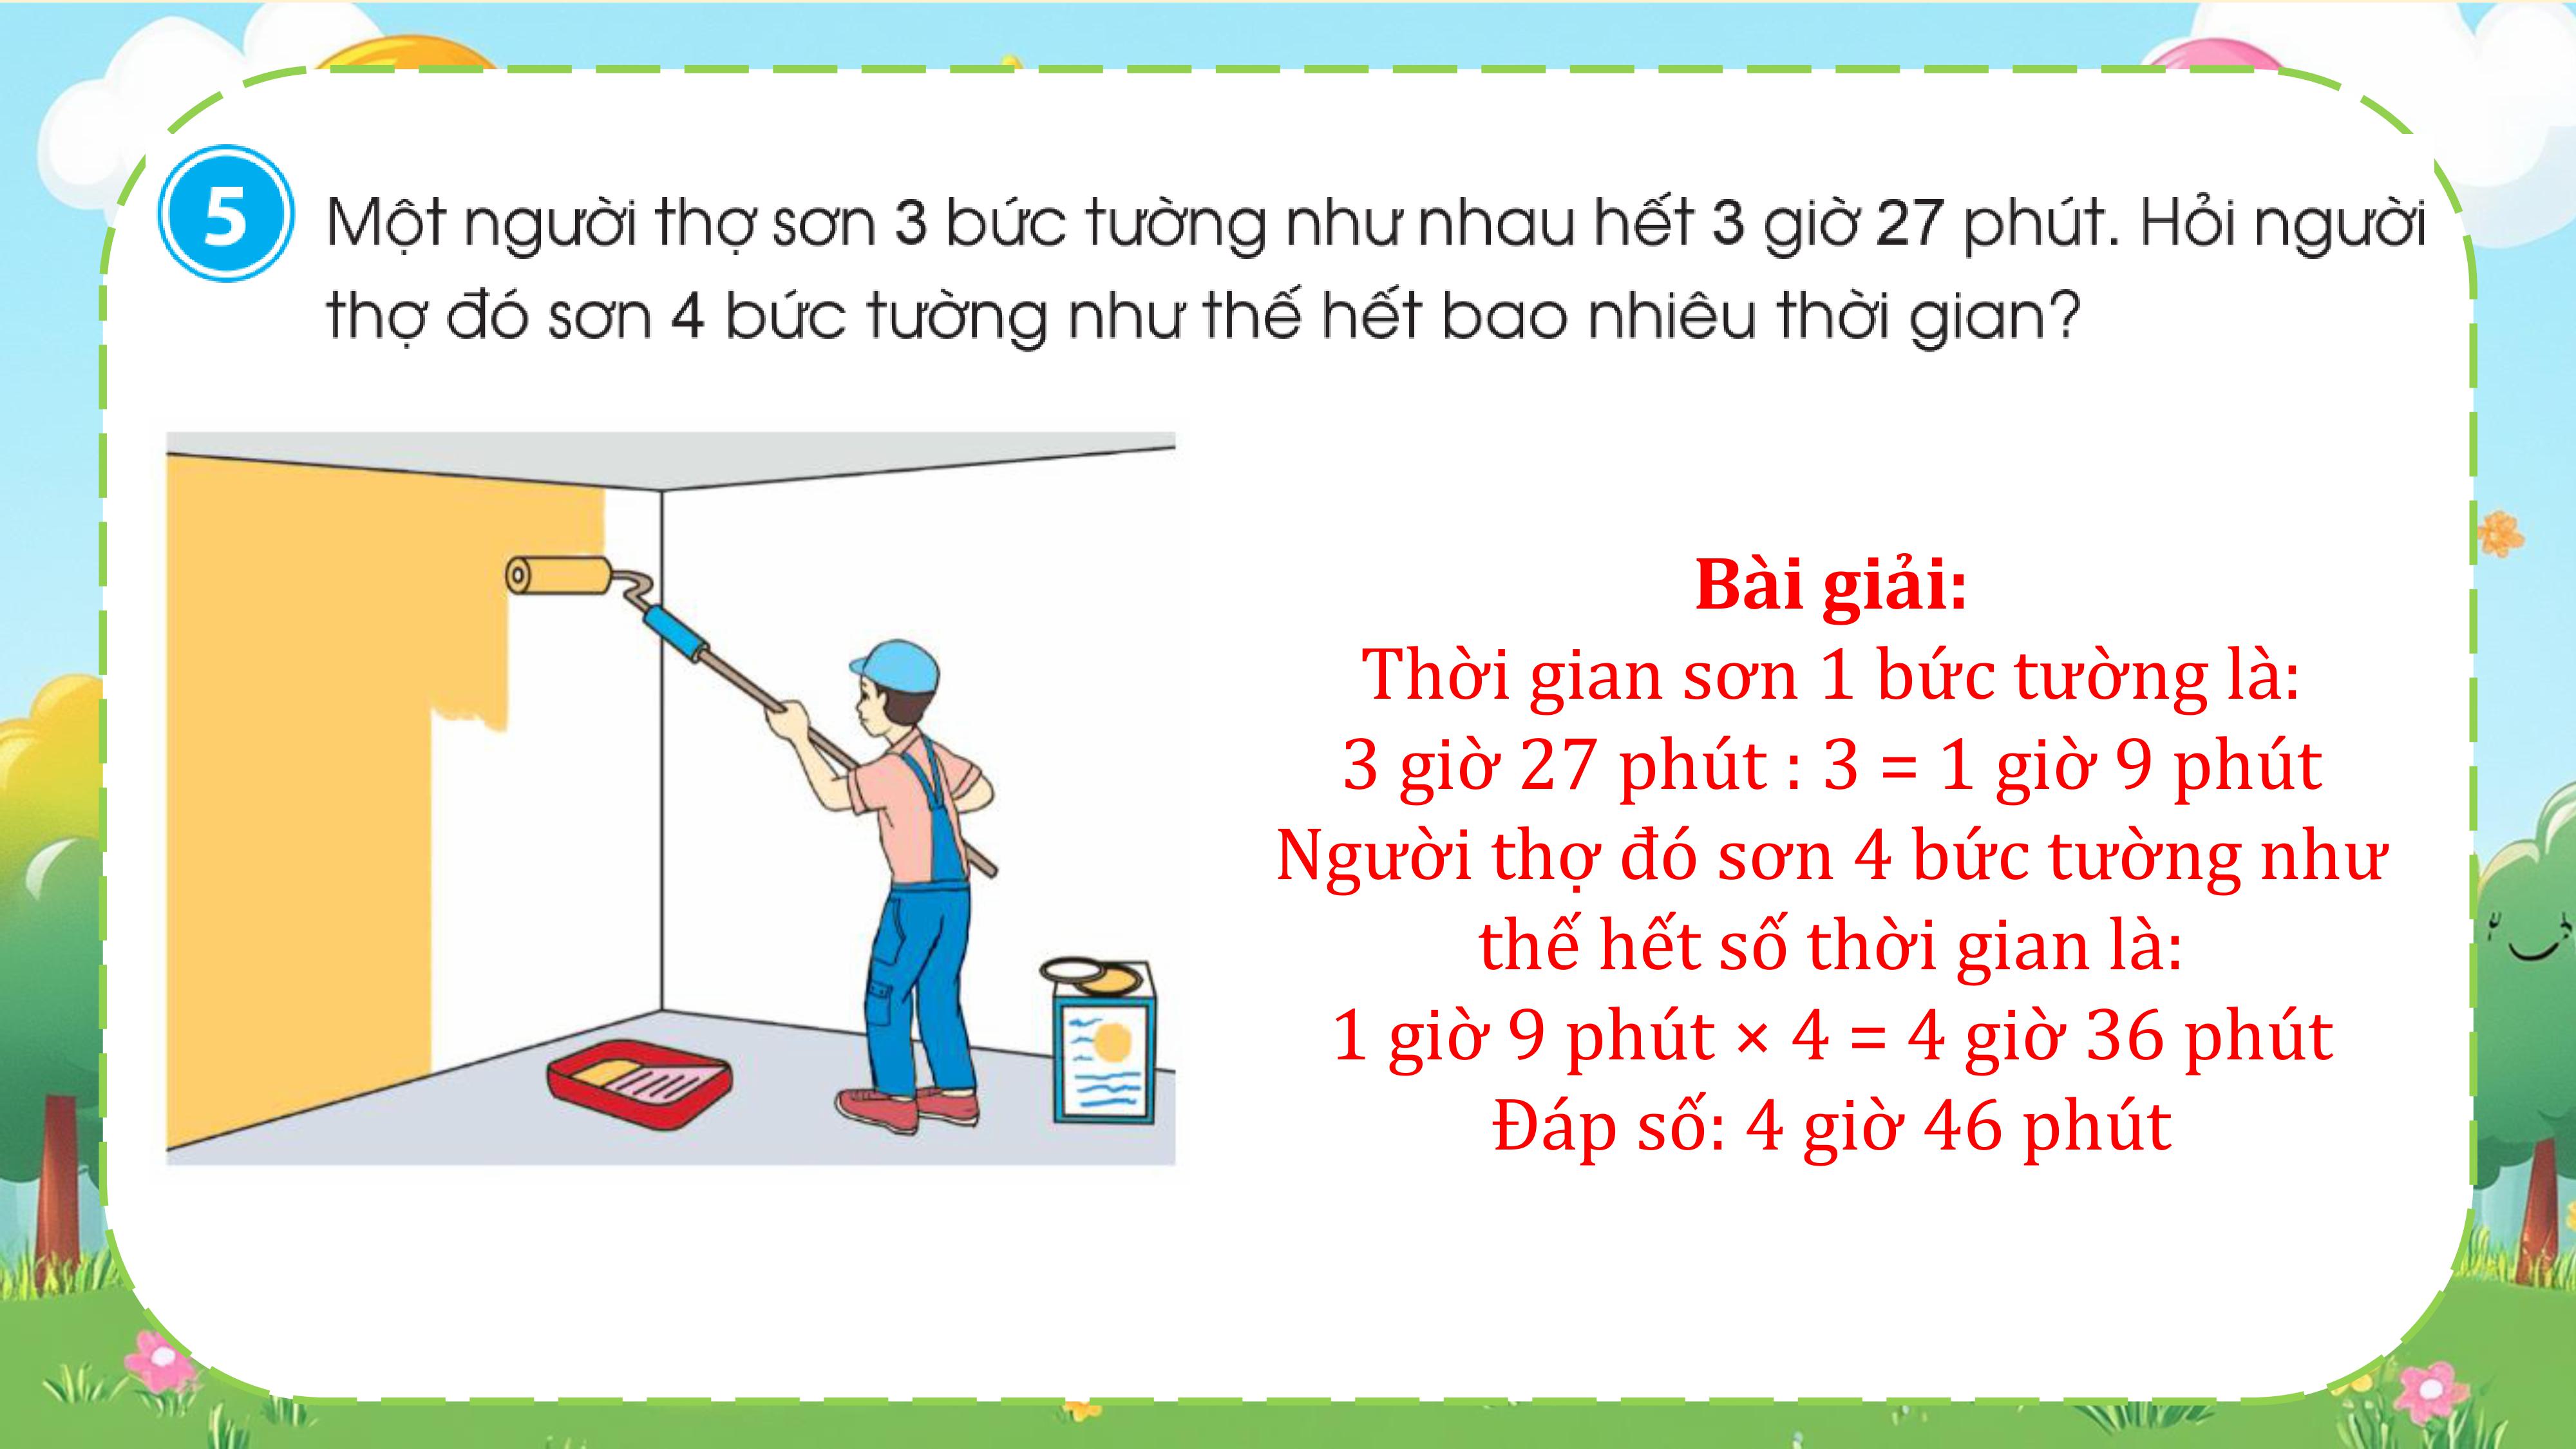 5
Một người thợ sơn 3 bức tường như nhau hết 3 giờ 27 phút. Hỏi người
thợ đó sơn 4 bức tường như thế hết bao nhiêu thời gian?
Bài giải:
Thời gian sơn 1 bức tường là:
3 giờ 27 phút : 3 = 1 giờ 9 phút
Người thợ đó sơn 4 bức tường như
thế hết số thời gian là:
1 giờ 9 phút × 4 = 4 giờ 36 phút
Đáp số: 4 giờ 46 phút